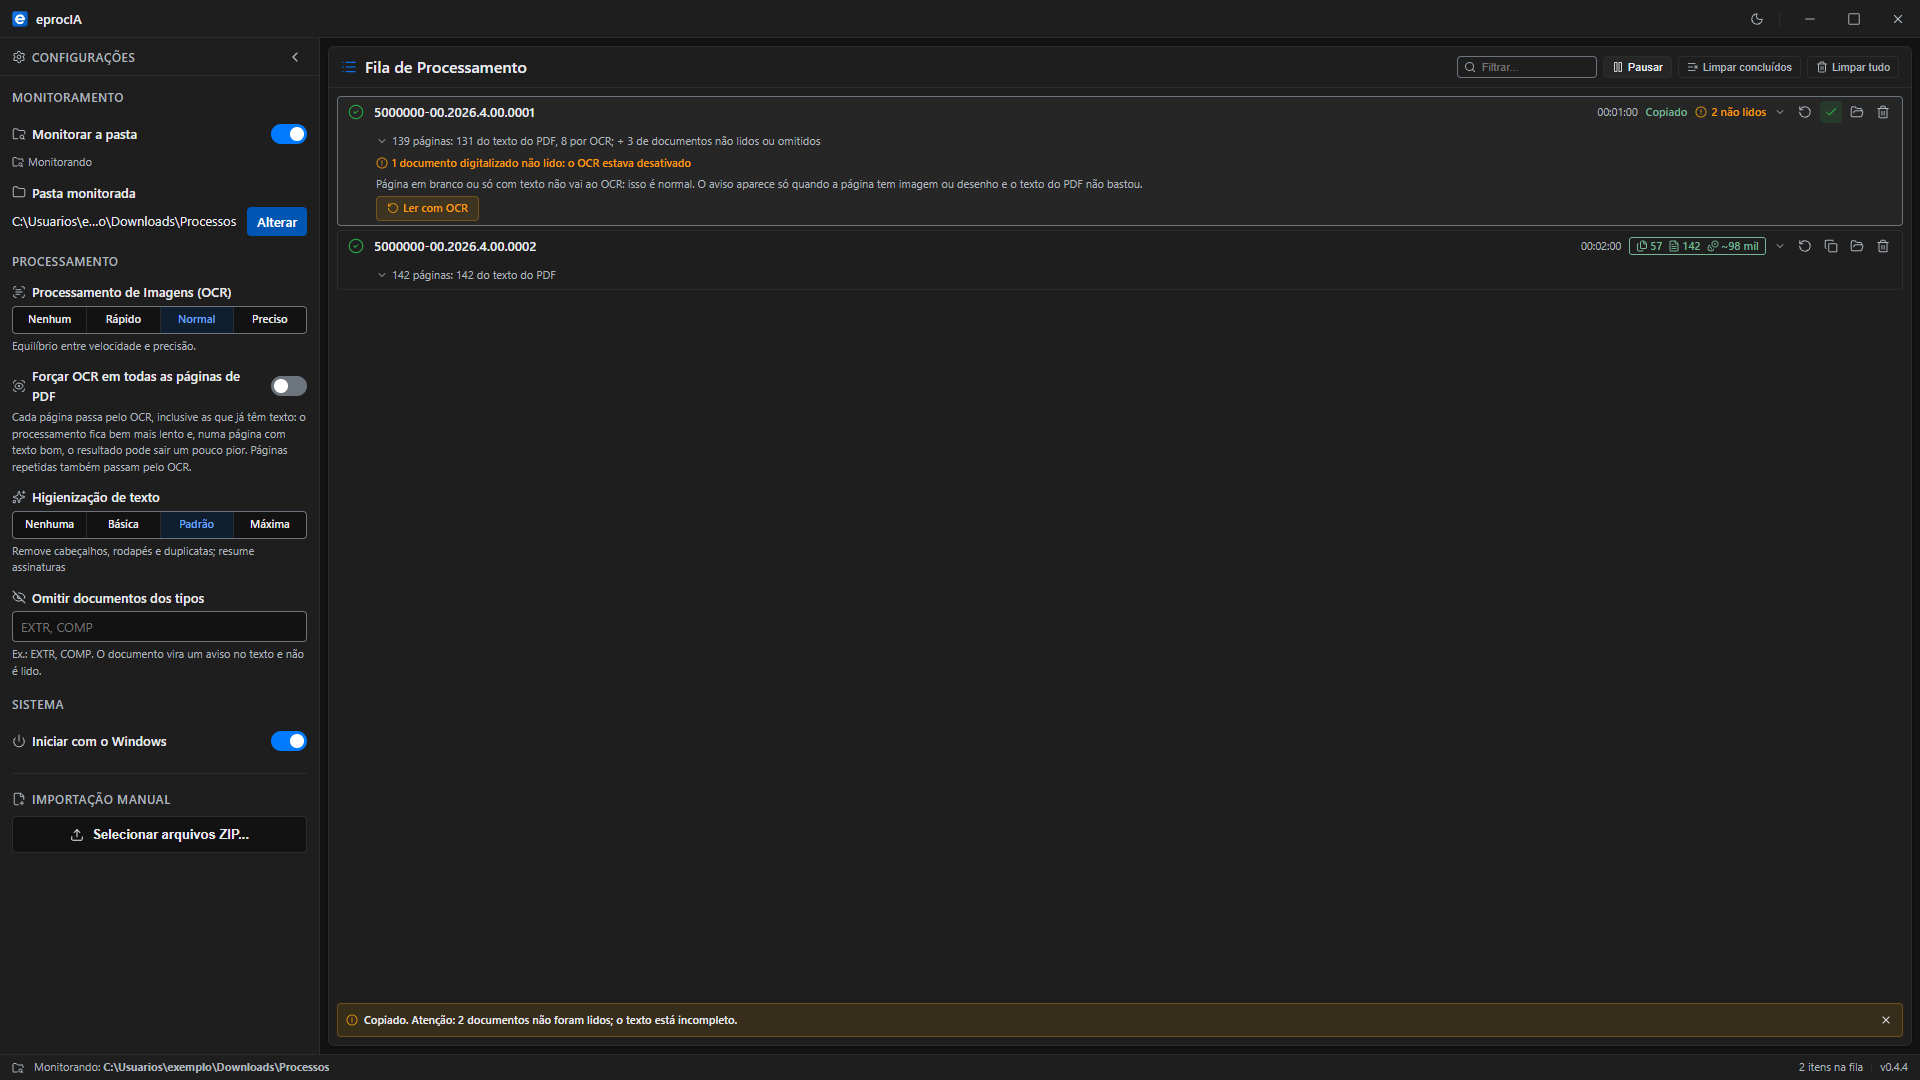 eprocIA
CONFIGURAÇÕES
MONITORAMENTO
Monitorar a pasta
Monitorando
Pasta monitorada
C:\Usuarios\e...o\Downloads\Processos
Alterar
PROCESSAMENTO
Processamento de Imagens (OCR)
Nenhum Rápido Normal Preciso
Equilíbrio entre velocidade e precisão.
Forçar OCR em todas as páginas de
PDF
Cada página passa pelo OCR, inclusive as que já têm texto: o
processamento fica bem mais lento e, numa página com
texto bom, o resultado pode sair um pouco pior. Páginas
repetidas também passam pelo OCR.
Higienização de texto
Nenhuma Básica Padrão Máxima
Remove cabeçalhos, rodapés e duplicatas; resume
assinaturas
Omitir documentos dos tipos
EXTR, COMP
Ex.: EXTR, COMP. O documento vira um aviso no texto e não
é lido.
SISTEMA
Iniciar com o Windows
IMPORTAÇÃO MANUAL
Selecionar arquivos ZIP...
Fila de Processamento
Filtrar...
Pausar
Limpar concluídos
Limpar tudo
5000000-00.2026.4.00.0001
00:01:00 Copiado 2 não lidos
139 páginas: 131 do texto do PDF, 8 por OCR; + 3 de documentos não lidos ou omitidos
1 documento digitalizado não lido: o OCR estava desativado
Página em branco ou só com texto não vai ao OCR: isso é normal. O aviso aparece só quando a página tem imagem ou desenho e o texto do PDF não bastou.
Ler com OCR
5000000-00.2026.4.00.0002
00:02:00 57 142 ~98 mil
142 páginas: 142 do texto do PDF
Copiado. Atenção: 2 documentos não foram lidos; o texto está incompleto.
Monitorando: C:\Usuarios\exemplo\Downloads\Processos
2 itens na fila
v0.4.4